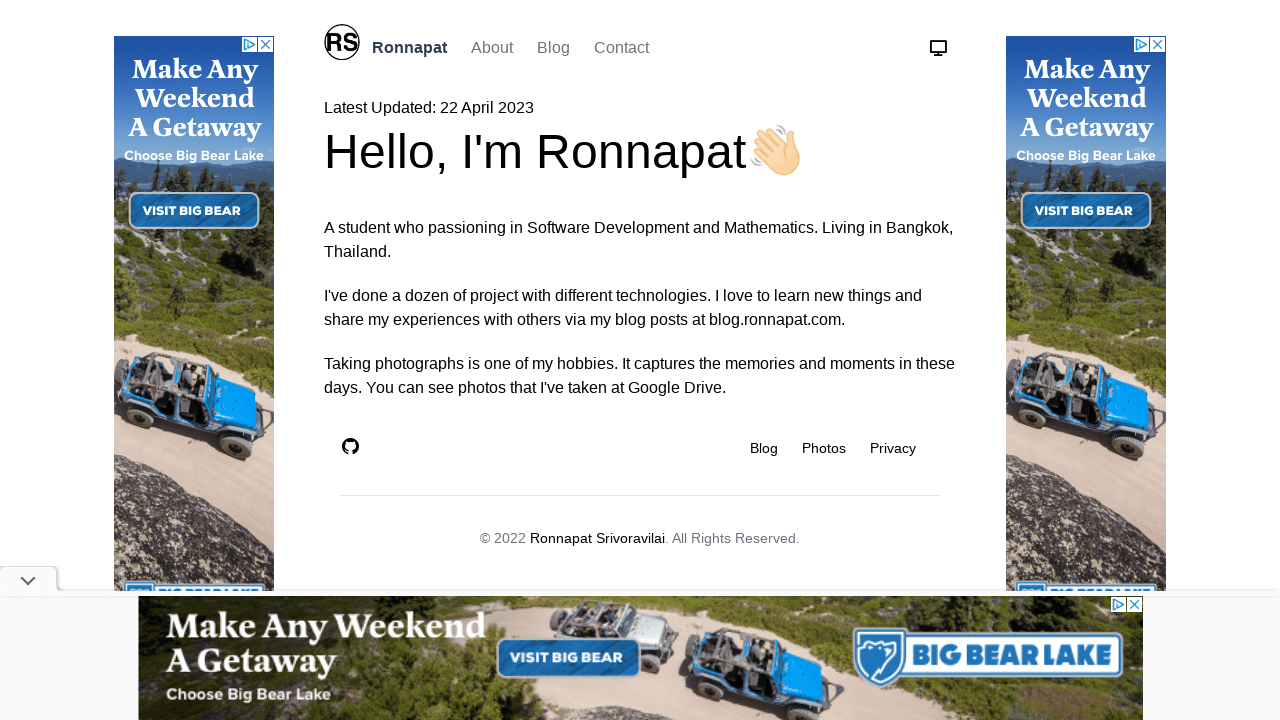 RS
Ronnapat
About
Blog
Contact
Latest Updated: 22 April 2023
Hello, I'm Ronnapat
A student who passioning in Software Development and Mathematics. Living in Bangkok,
Thailand.
I've done a dozen of project with different technologies. I love to learn new things and
share my experiences with others via my blog posts at blog.ronnapat.com.
Taking photographs is one of my hobbies. It captures the memories and moments in these
days. You can see photos that I've taken at Google Drive.
Blog
Photos
Privacy
© 2022 Ronnapat Srivoravilai. All Rights Reserved.
Make Any
Weekend
A Getaway
Choose Big Bear Lake
VISIT BIG BEAR
BIG BEAR LAKE
Make Any
Weekend
A Getaway
Choose Big Bear Lake
VISIT BIG BEAR
BIG BEAR LAKE
Make Any Weekend
A Getaway
Choose Big Bear Lake
VISIT BIG BEAR
BIG BEAR LAKE